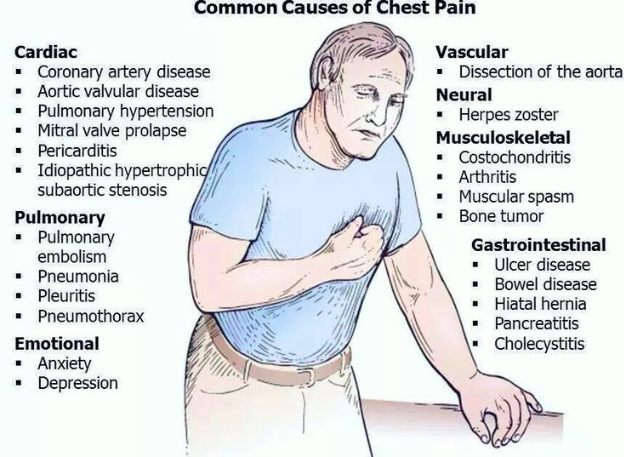 Common Causes of Chest Pain
Cardiac
▪ Coronary artery disease
▪ Aortic valvular disease
▪ Pulmonary hypertension
▪ Mitral valve prolapse
▪ Pericarditis
▪ Idiopathic hypertrophic
subaortic stenosis
Pulmonary
▪ Pulmonary
embolism
▪ Pneumonia
▪ Pleuritis
▪ Pneumothorax
Emotional
▪ Anxiety
▪ Depression
Vascular
▪ Dissection of the aorta
Neural
▪ Herpes zoster
Musculoskeletal
▪ Costochondritis
▪ Arthritis
▪ Muscular spasm
▪ Bone tumor
Gastrointestinal
▪ Ulcer disease
▪ Bowel disease
▪ Hiatal hernia
▪ Pancreatitis
▪ Cholecystitis